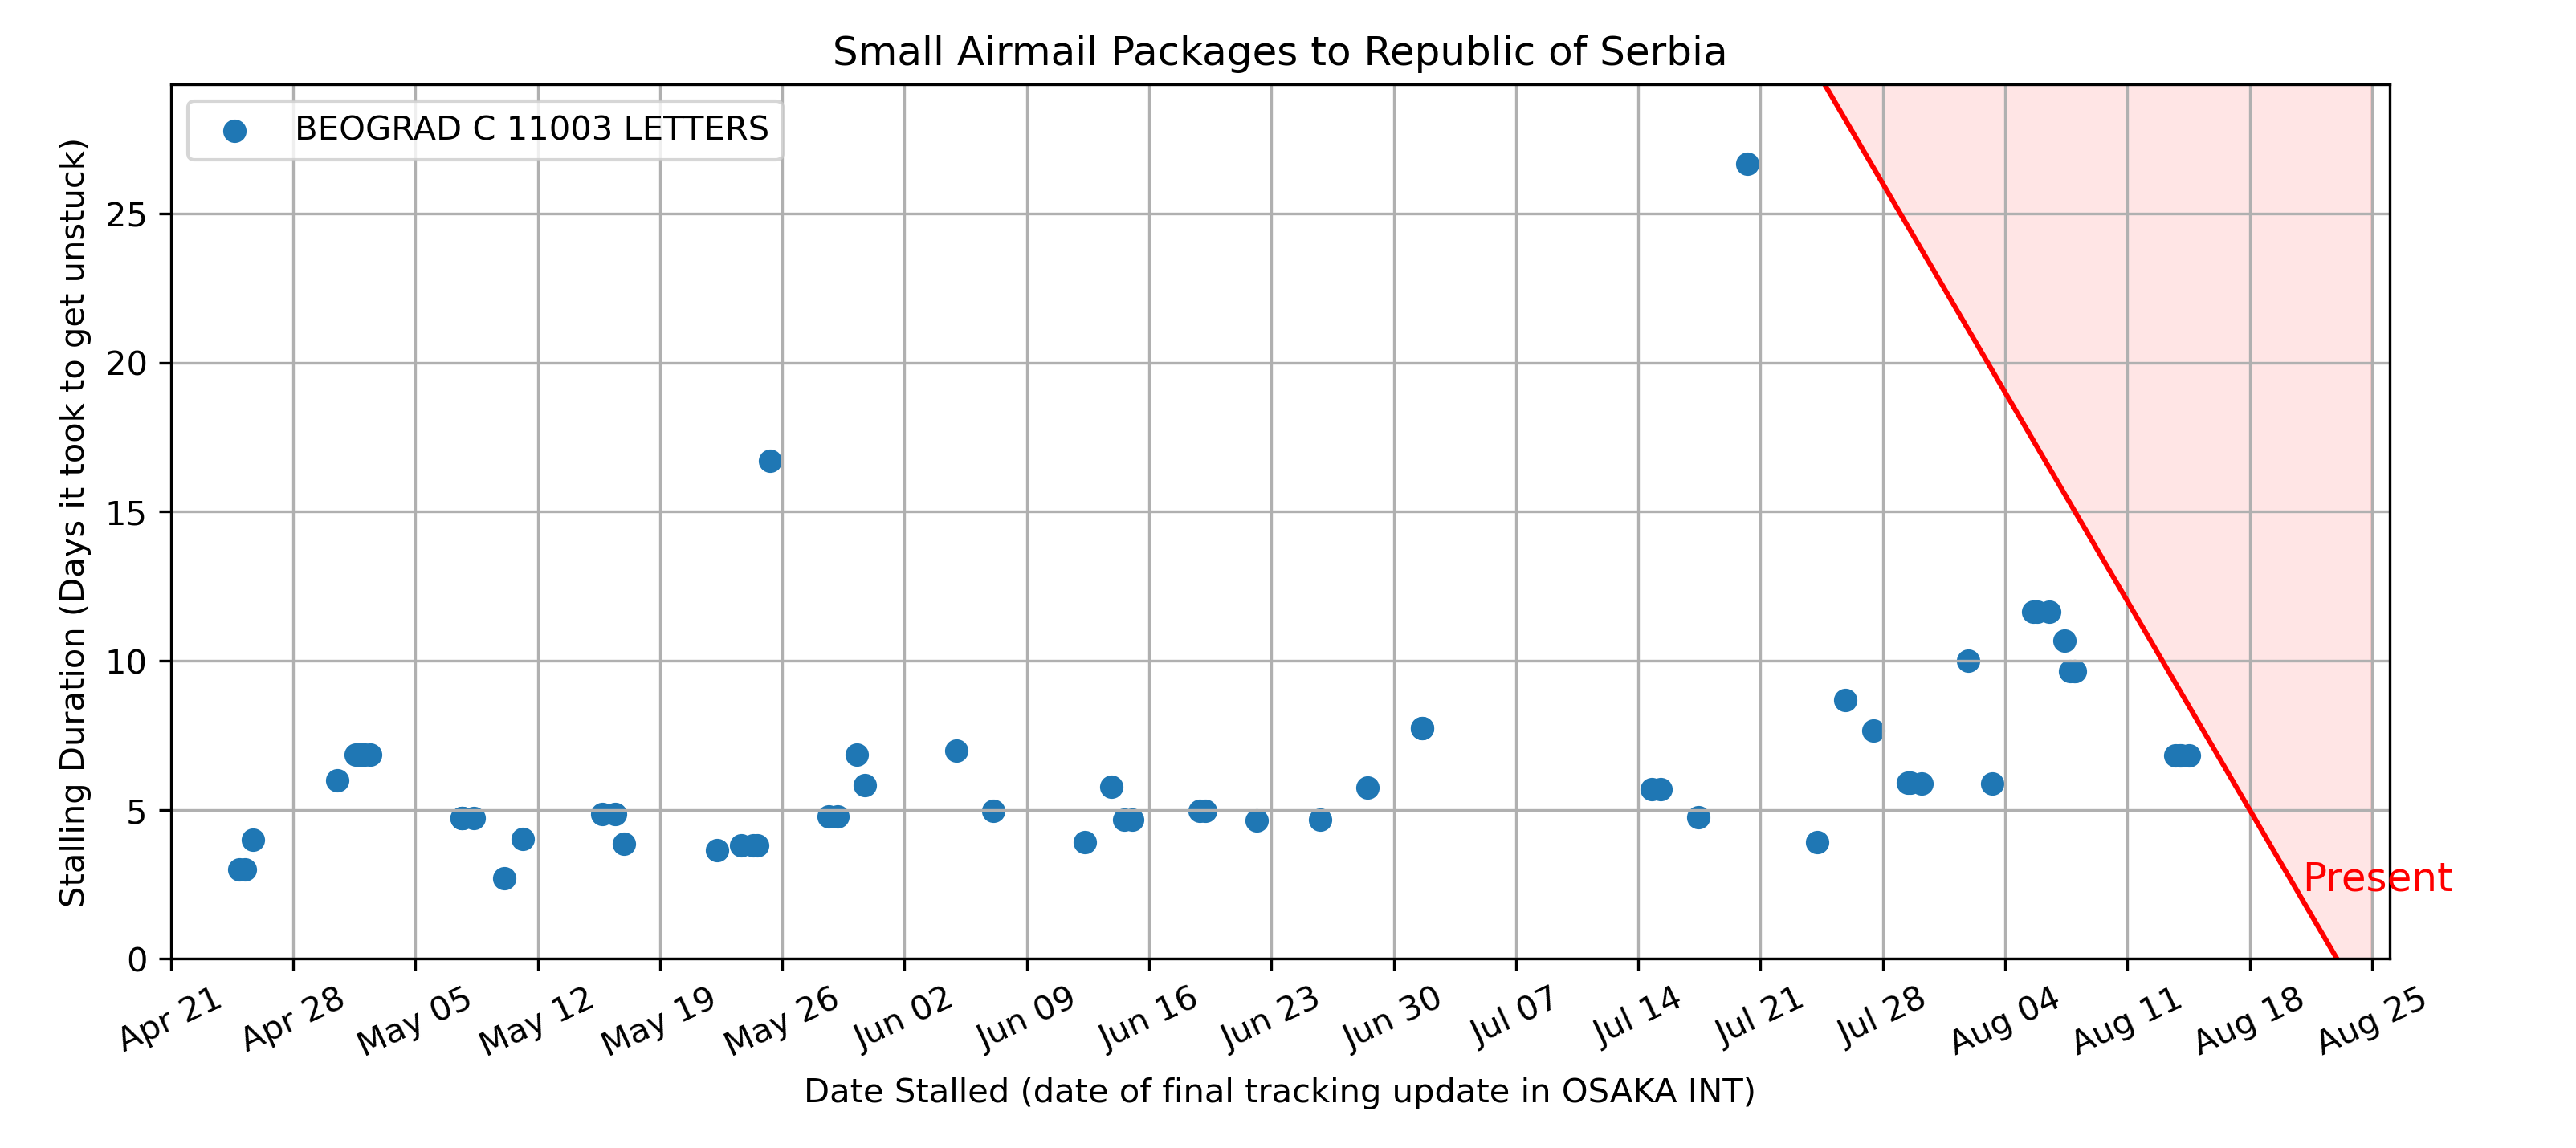 Small Airmail Packages to Republic of Serbia
BEOGRAD C 11003 LETTERS
Stalling Duration (Days it took to get unstuck)
25
20
15
10
5
0
Present
Apr 21
Apr 28
May 05
May 12
May 19
May 26
Jun 02
Jun 09
Jun 16
Jun 23
Jun 30
Jul 07
Jul 14
Jul 21
Jul 28
Aug 04
Aug 11
Aug 18
Aug 25
Date Stalled (date of final tracking update in OSAKA INT)